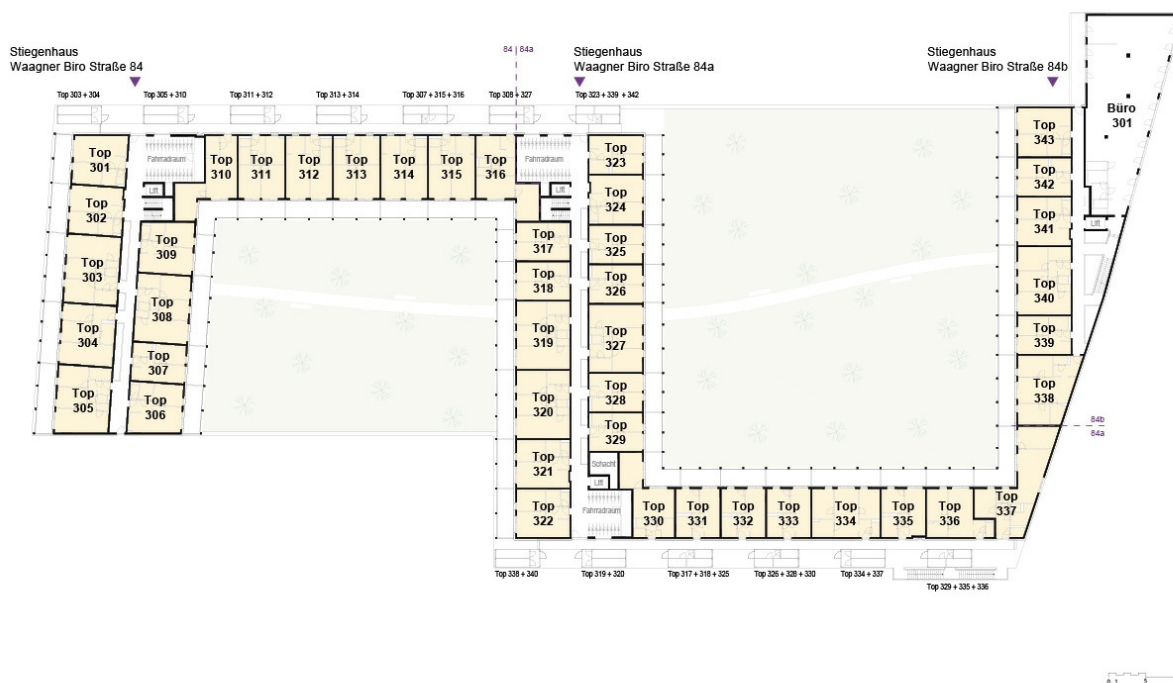 Stiegenhaus
Waagner Biro Straße 84
84 84a
Stiegenhaus
Waagner Biro Straße 84a
Stiegenhaus
Waagner Biro Straße 84b
Top 303 + 304
Top 305 + 310
Top 311 + 312
Top 313 + 314
Top 307 + 315 + 316
Top 308 + 327
Top 323 + 339 + 342
Büro
301
Top
301
Fahrradraum
Top
310
Top
311
Top
312
Top
313
Top
314
Top
315
Top
316
Fahrradraum
Top
323
Top
343
Lift
Lift
Top
342
Top
302
Top
324
Top
341
Lift
Top
309
Top
317
Top
325
Top
303
Top
318
Top
326
Top
340
Top
308
Top
319
Top
327
Top
304
Top
339
Top
307
Top
305
Top
306
Top
320
Top
328
Top
338
Top
329
84b
84a
Top
321
Schacht
Lift
Top
322
Fahrradraum
Top
330
Top
331
Top
332
Top
333
Top
334
Top
335
Top
336
Top
337
Top 338 + 340
Top 319 + 320
Top 317 + 318 + 325
Top 326 + 328 + 330
Top 334 + 337
Top 329 + 335 + 336
0 1 5